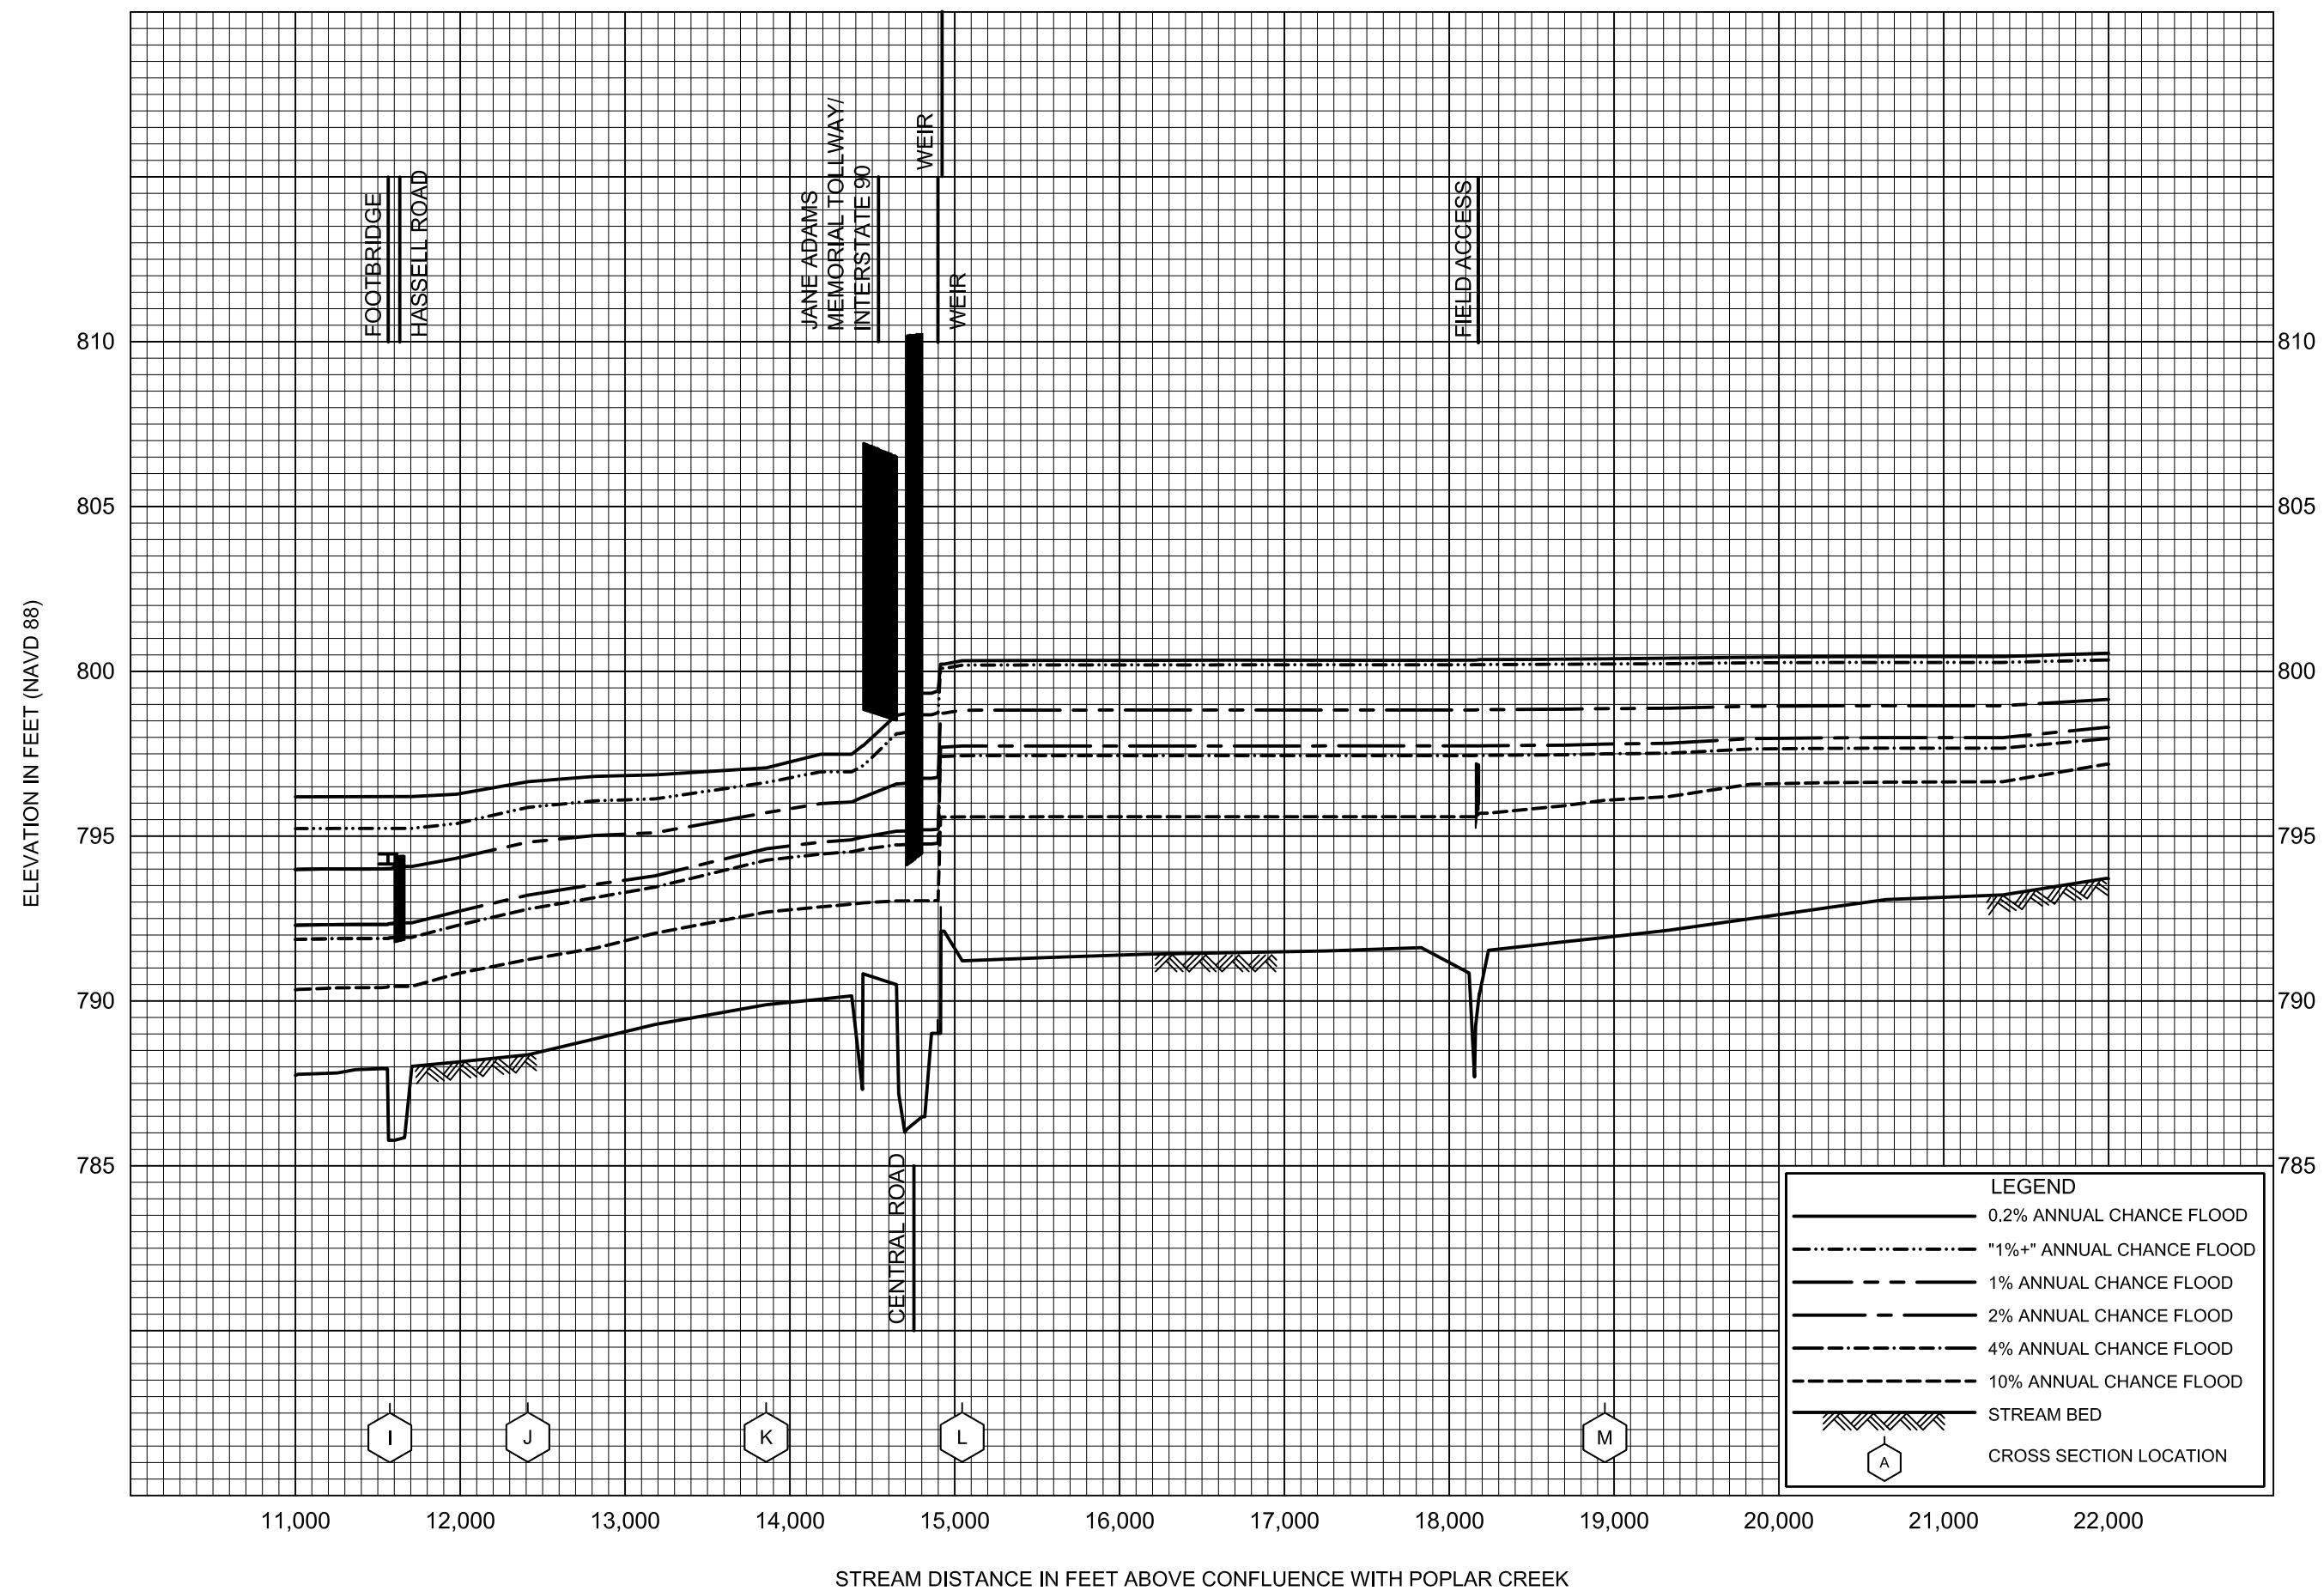 WEIR
FOOTBRIDGE
HASSELL ROAD
JANE ADAMS
MEMORIAL TOLLWAY/
INTERSTATE 90
WEIR
FIELD ACCESS
810
810
805
805
800
800
795
795
790
790
785
785
ELEVATION IN FEET (NAVD 88)
CENTRAL ROAD
LEGEND
0.2% ANNUAL CHANCE FLOOD
"1%+" ANNUAL CHANCE FLOOD
1% ANNUAL CHANCE FLOOD
2% ANNUAL CHANCE FLOOD
4% ANNUAL CHANCE FLOOD
10% ANNUAL CHANCE FLOOD
STREAM BED
A CROSS SECTION LOCATION
I J K L M
11,000 12,000 13,000 14,000 15,000 16,000 17,000 18,000 19,000 20,000 21,000 22,000
STREAM DISTANCE IN FEET ABOVE CONFLUENCE WITH POPLAR CREEK